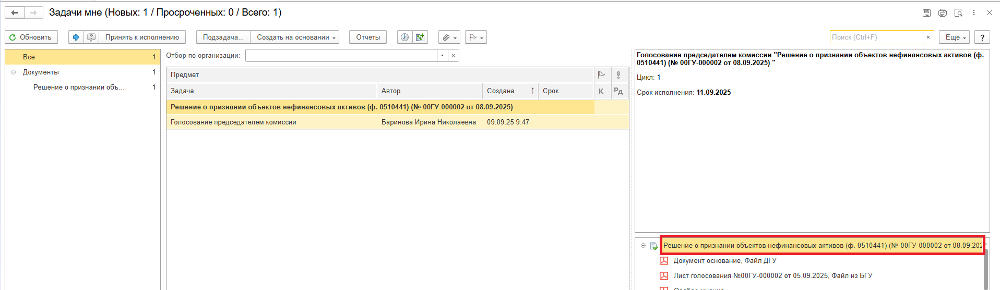 Задачи мне (Новых: 1 / Просроченных: 0 / Всего: 1)
Обновить
Принять к исполнению
Подзадача...
Создать на основании
Отчеты
Поиск (Ctrl+F)
×
Еще
?
Все 1
Документы 1
Решение о признании объ... 1
Отбор по организации:
Предмет
Задача Автор Создана ↑ Срок К Рд
Решение о признании объектов нефинансовых активов (ф. 0510441) (№ 00ГУ-000002 от 08.09.2025)
Голосование председателем комиссии Баринова Ирина Николаевна 09.09.25 9:47
Голосование председателем комиссии "Решение о признании объектов нефинансовых активов (ф.
0510441) (№ 00ГУ-000002 от 08.09.2025) "
Цикл: 1
Срок исполнения: 11.09.2025
Решение о признании объектов нефинансовых активов (ф. 0510441) (№ 00ГУ-000002 от 08.09.202
Документ основание, Файл ДГУ
Лист голосования №00ГУ-000002 от 05.09.2025, Файл из БГУ